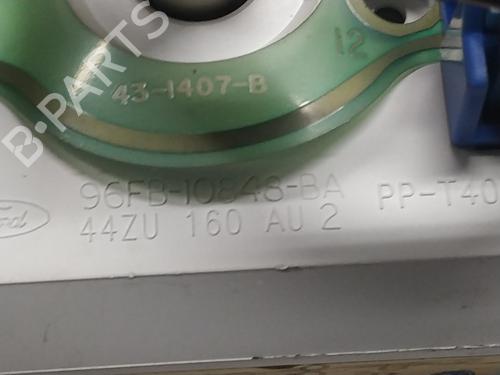 12
43-1407-B
Ford
96FB-10848-BA PP-T40
44ZU 160 AU 2
B-PARTS